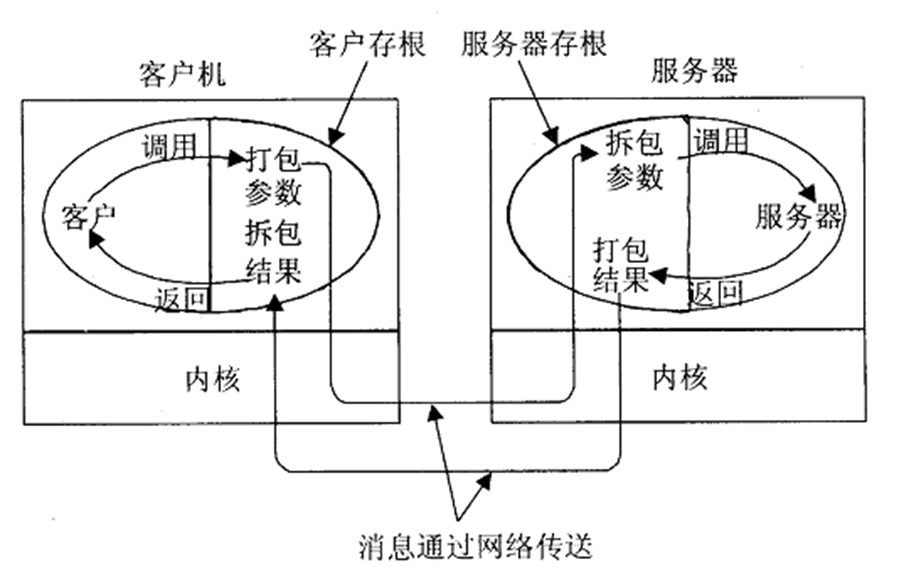 客户存根
服务器存根
客户机
服务器
调用
打包
参数
客户
拆包
结果
返回
内核
拆包
参数
调用
服务器
打包
结果
返回
内核
消息通过网络传送